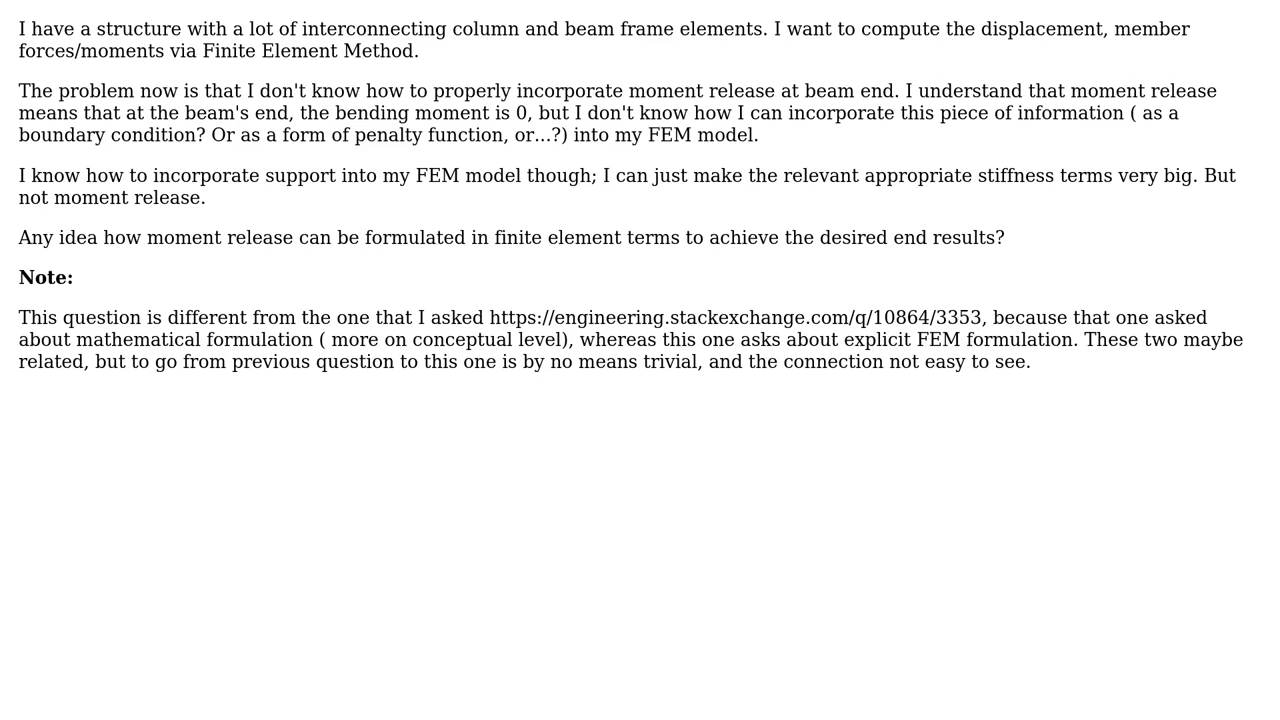 I have a structure with a lot of interconnecting column and beam frame elements. I want to compute the displacement, member
forces/moments via Finite Element Method.
The problem now is that I don't know how to properly incorporate moment release at beam end. I understand that moment release
means that at the beam's end, the bending moment is 0, but I don't know how I can incorporate this piece of information ( as a
boundary condition? Or as a form of penalty function, or...?) into my FEM model.
I know how to incorporate support into my FEM model though; I can just make the relevant appropriate stiffness terms very big. But
not moment release.
Any idea how moment release can be formulated in finite element terms to achieve the desired end results?
Note:
This question is different from the one that I asked https://engineering.stackexchange.com/q/10864/3353, because that one asked
about mathematical formulation ( more on conceptual level), whereas this one asks about explicit FEM formulation. These two maybe
related, but to go from previous question to this one is by no means trivial, and the connection not easy to see.